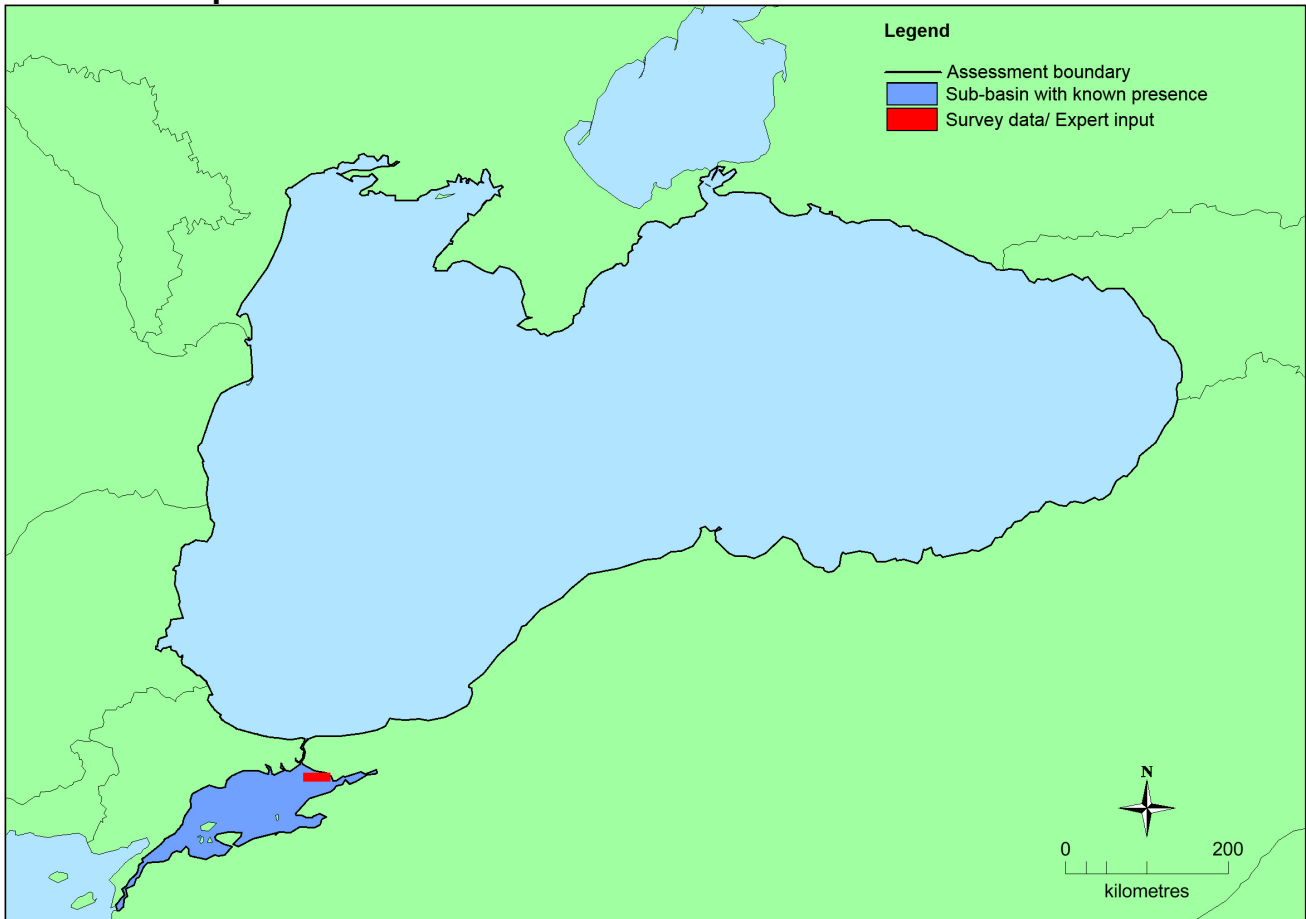 Legend
Assessment boundary
Sub-basin with known presence
Survey data/ Expert input
N
0 200
kilometres